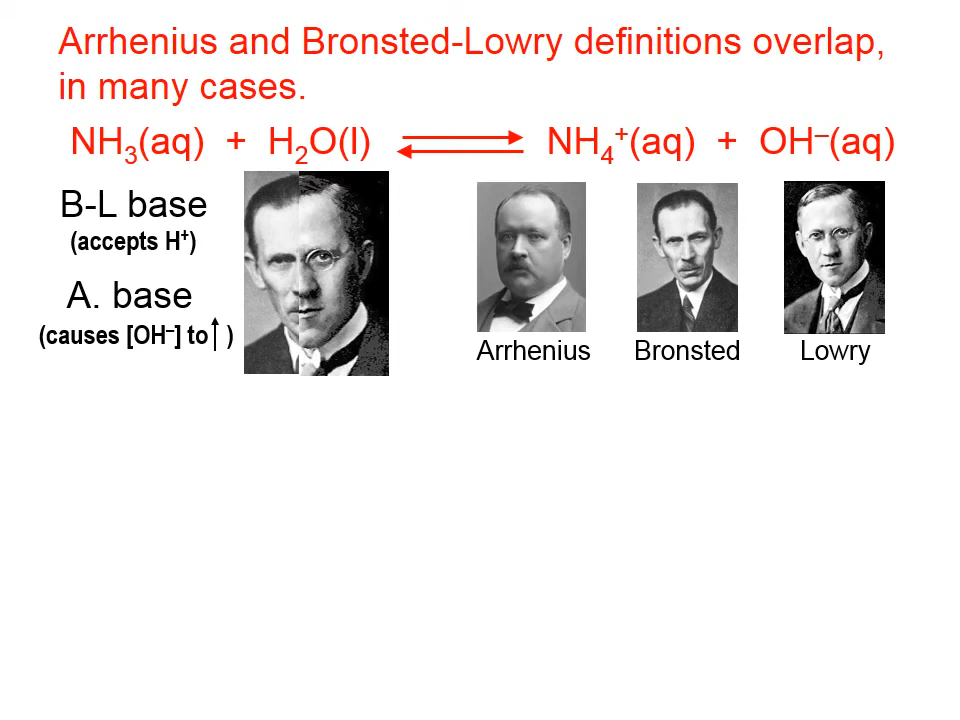 Arrhenius and Bronsted-Lowry definitions overlap,
in many cases.
NH₃(aq) + H₂O(l) ⇌ NH₄⁺(aq) + OH⁻(aq)
B-L base
(accepts H⁺)
A. base
(causes [OH⁻] to ↑ )
Arrhenius Bronsted Lowry